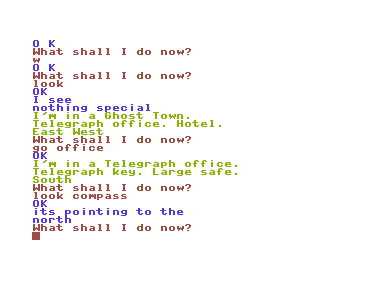 O K
What shall I do now?
w
O K
What shall I do now?
look
OK
I see
nothing special
I'm in a Ghost Town.
Telegraph office. Hotel.
East West
What shall I do now?
go office
OK
I'm in a Telegraph office.
Telegraph key. Large safe.
South
What shall I do now?
look compass
OK
its pointing to the
north
What shall I do now?